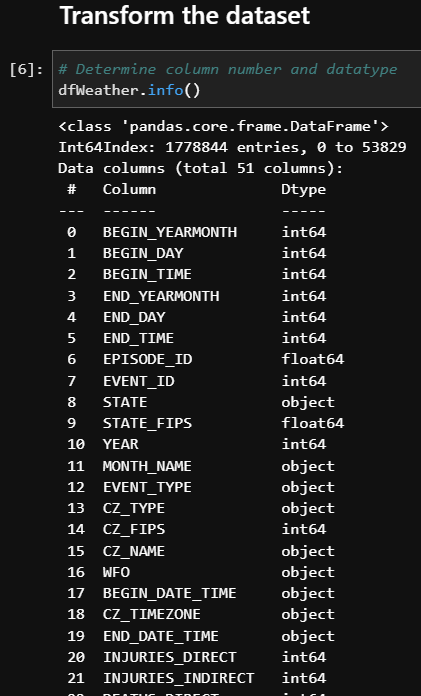 Transform the dataset
[6]: # Determine column number and datatype
dfWeather.info()
<class 'pandas.core.frame.DataFrame'>
Int64Index: 1778844 entries, 0 to 53829
Data columns (total 51 columns):
#   Column   Dtype
---  ------  -----
0   BEGIN_YEARMONTH   int64
1   BEGIN_DAY   int64
2   BEGIN_TIME   int64
3   END_YEARMONTH   int64
4   END_DAY   int64
5   END_TIME   int64
6   EPISODE_ID   float64
7   EVENT_ID   int64
8   STATE   object
9   STATE_FIPS   float64
10  YEAR   int64
11  MONTH_NAME   object
12  EVENT_TYPE   object
13  CZ_TYPE   object
14  CZ_FIPS   int64
15  CZ_NAME   object
16  WFO   object
17  BEGIN_DATE_TIME   object
18  CZ_TIMEZONE   object
19  END_DATE_TIME   object
20  INJURIES_DIRECT   int64
21  INJURIES_INDIRECT   int64